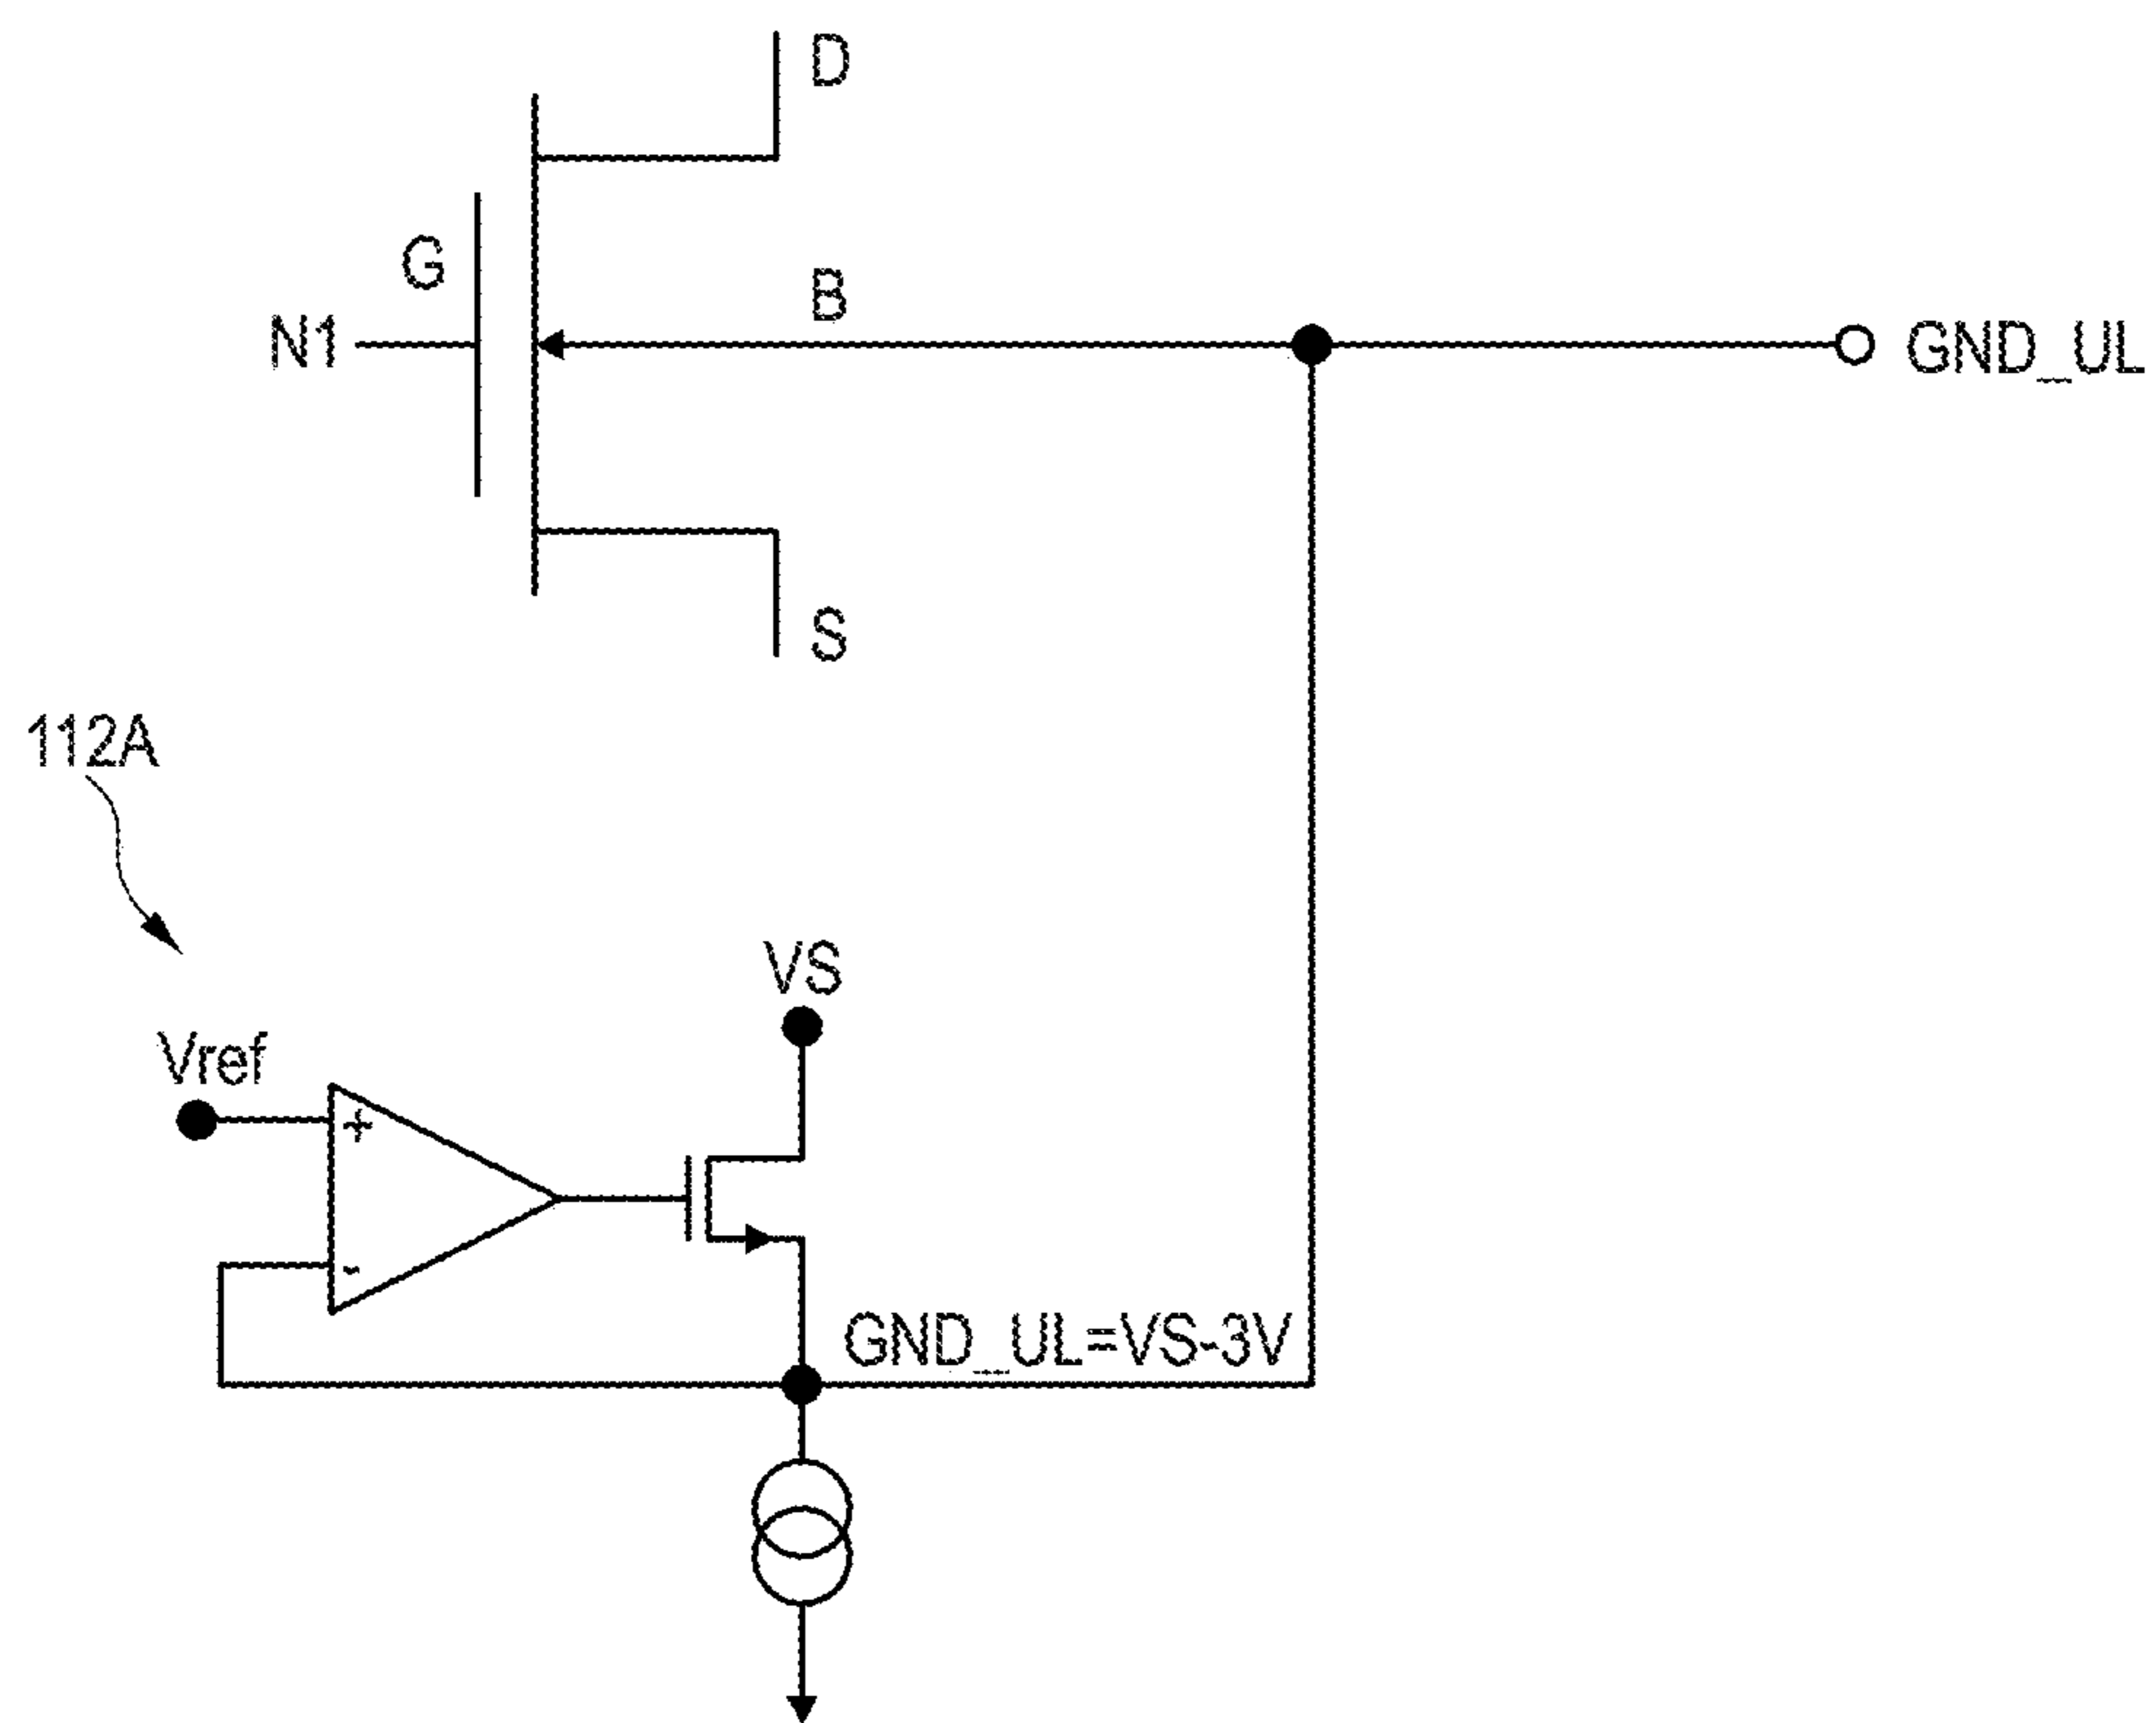 D
G
B
N1
GND_UL
S
112A
VS
Vref
+
-
GND_UL=VS-3V